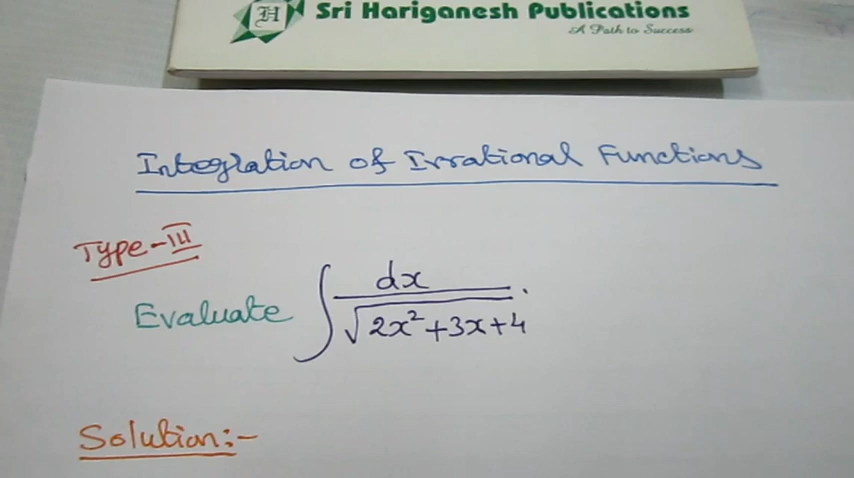 H Sri Hariganesh Publications
A Path to Success
Integration of Irrational Functions
Type-III
Evaluate ∫ dx / √2x²+3x+4 .
Solution:-